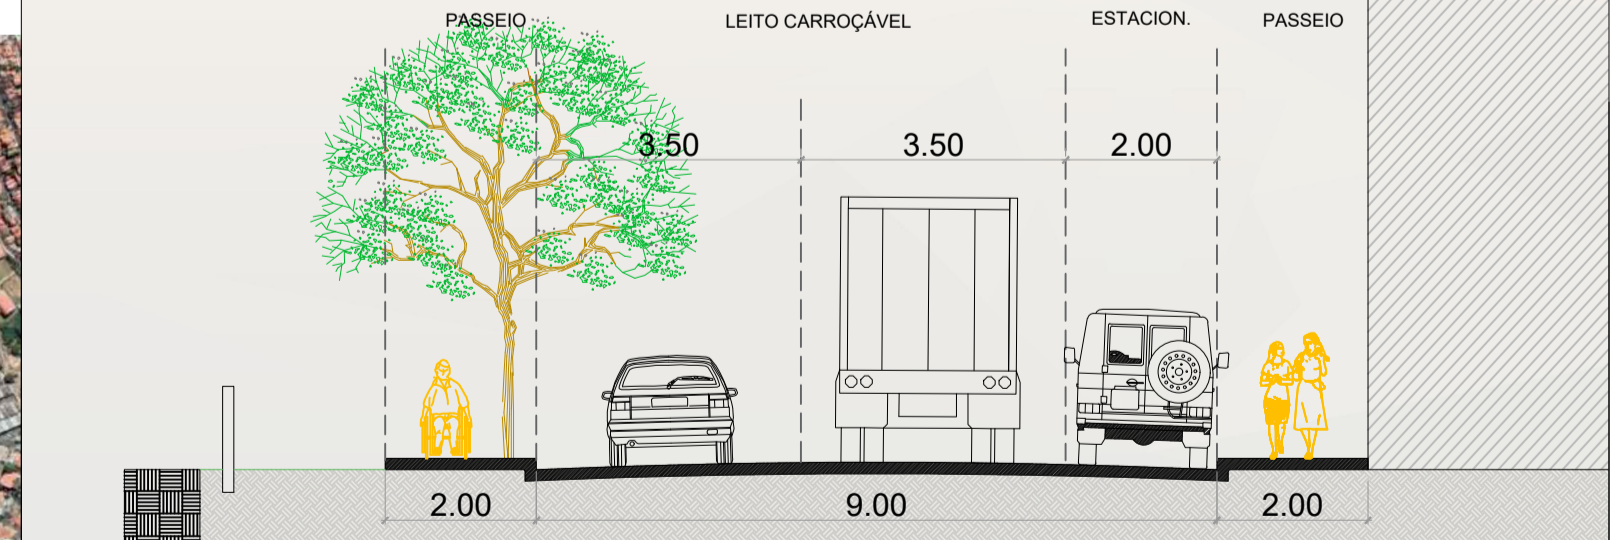 PASSEIO LEITO CARROÇÁVEL ESTACION. PASSEIO
3.50 3.50 2.00
2.00 9.00 2.00